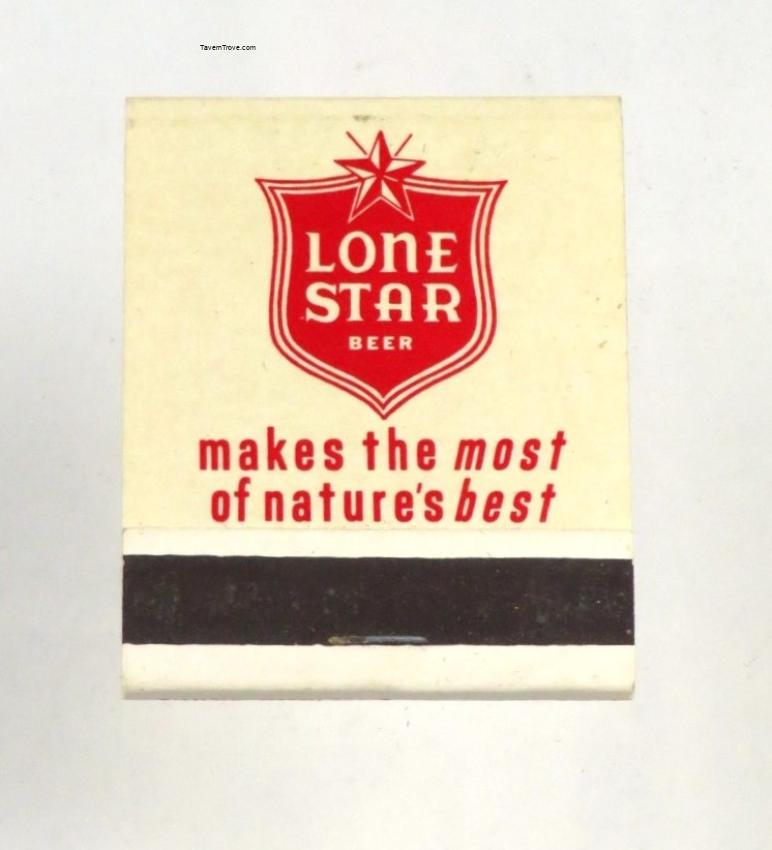 TavernTrove.com
LONE
STAR
BEER
makes the most
of nature's best